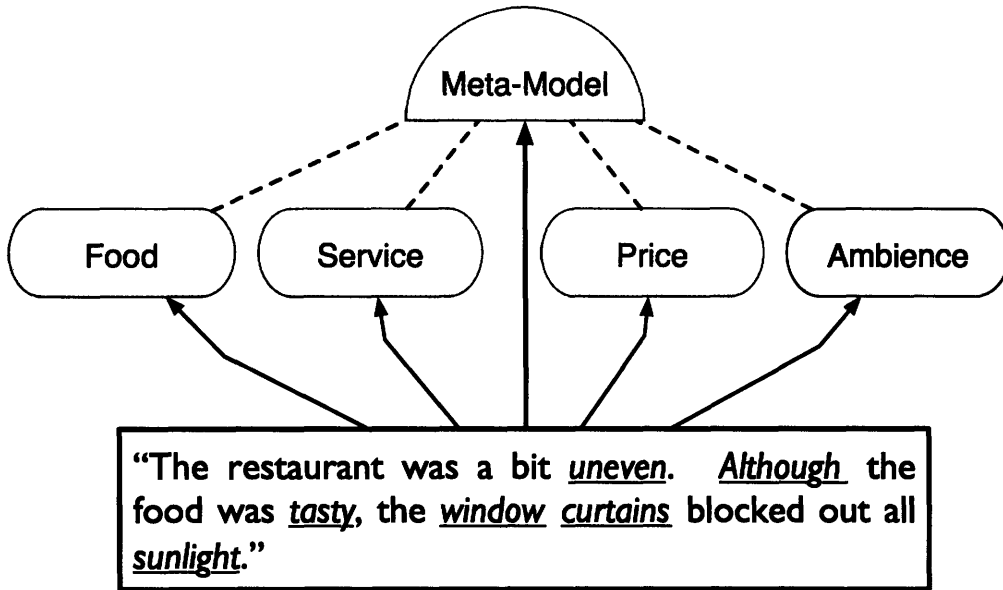 Meta-Model
Food
Service
Price
Ambience
“The restaurant was a bit uneven. Although the
food was tasty, the window curtains blocked out all
sunlight.”